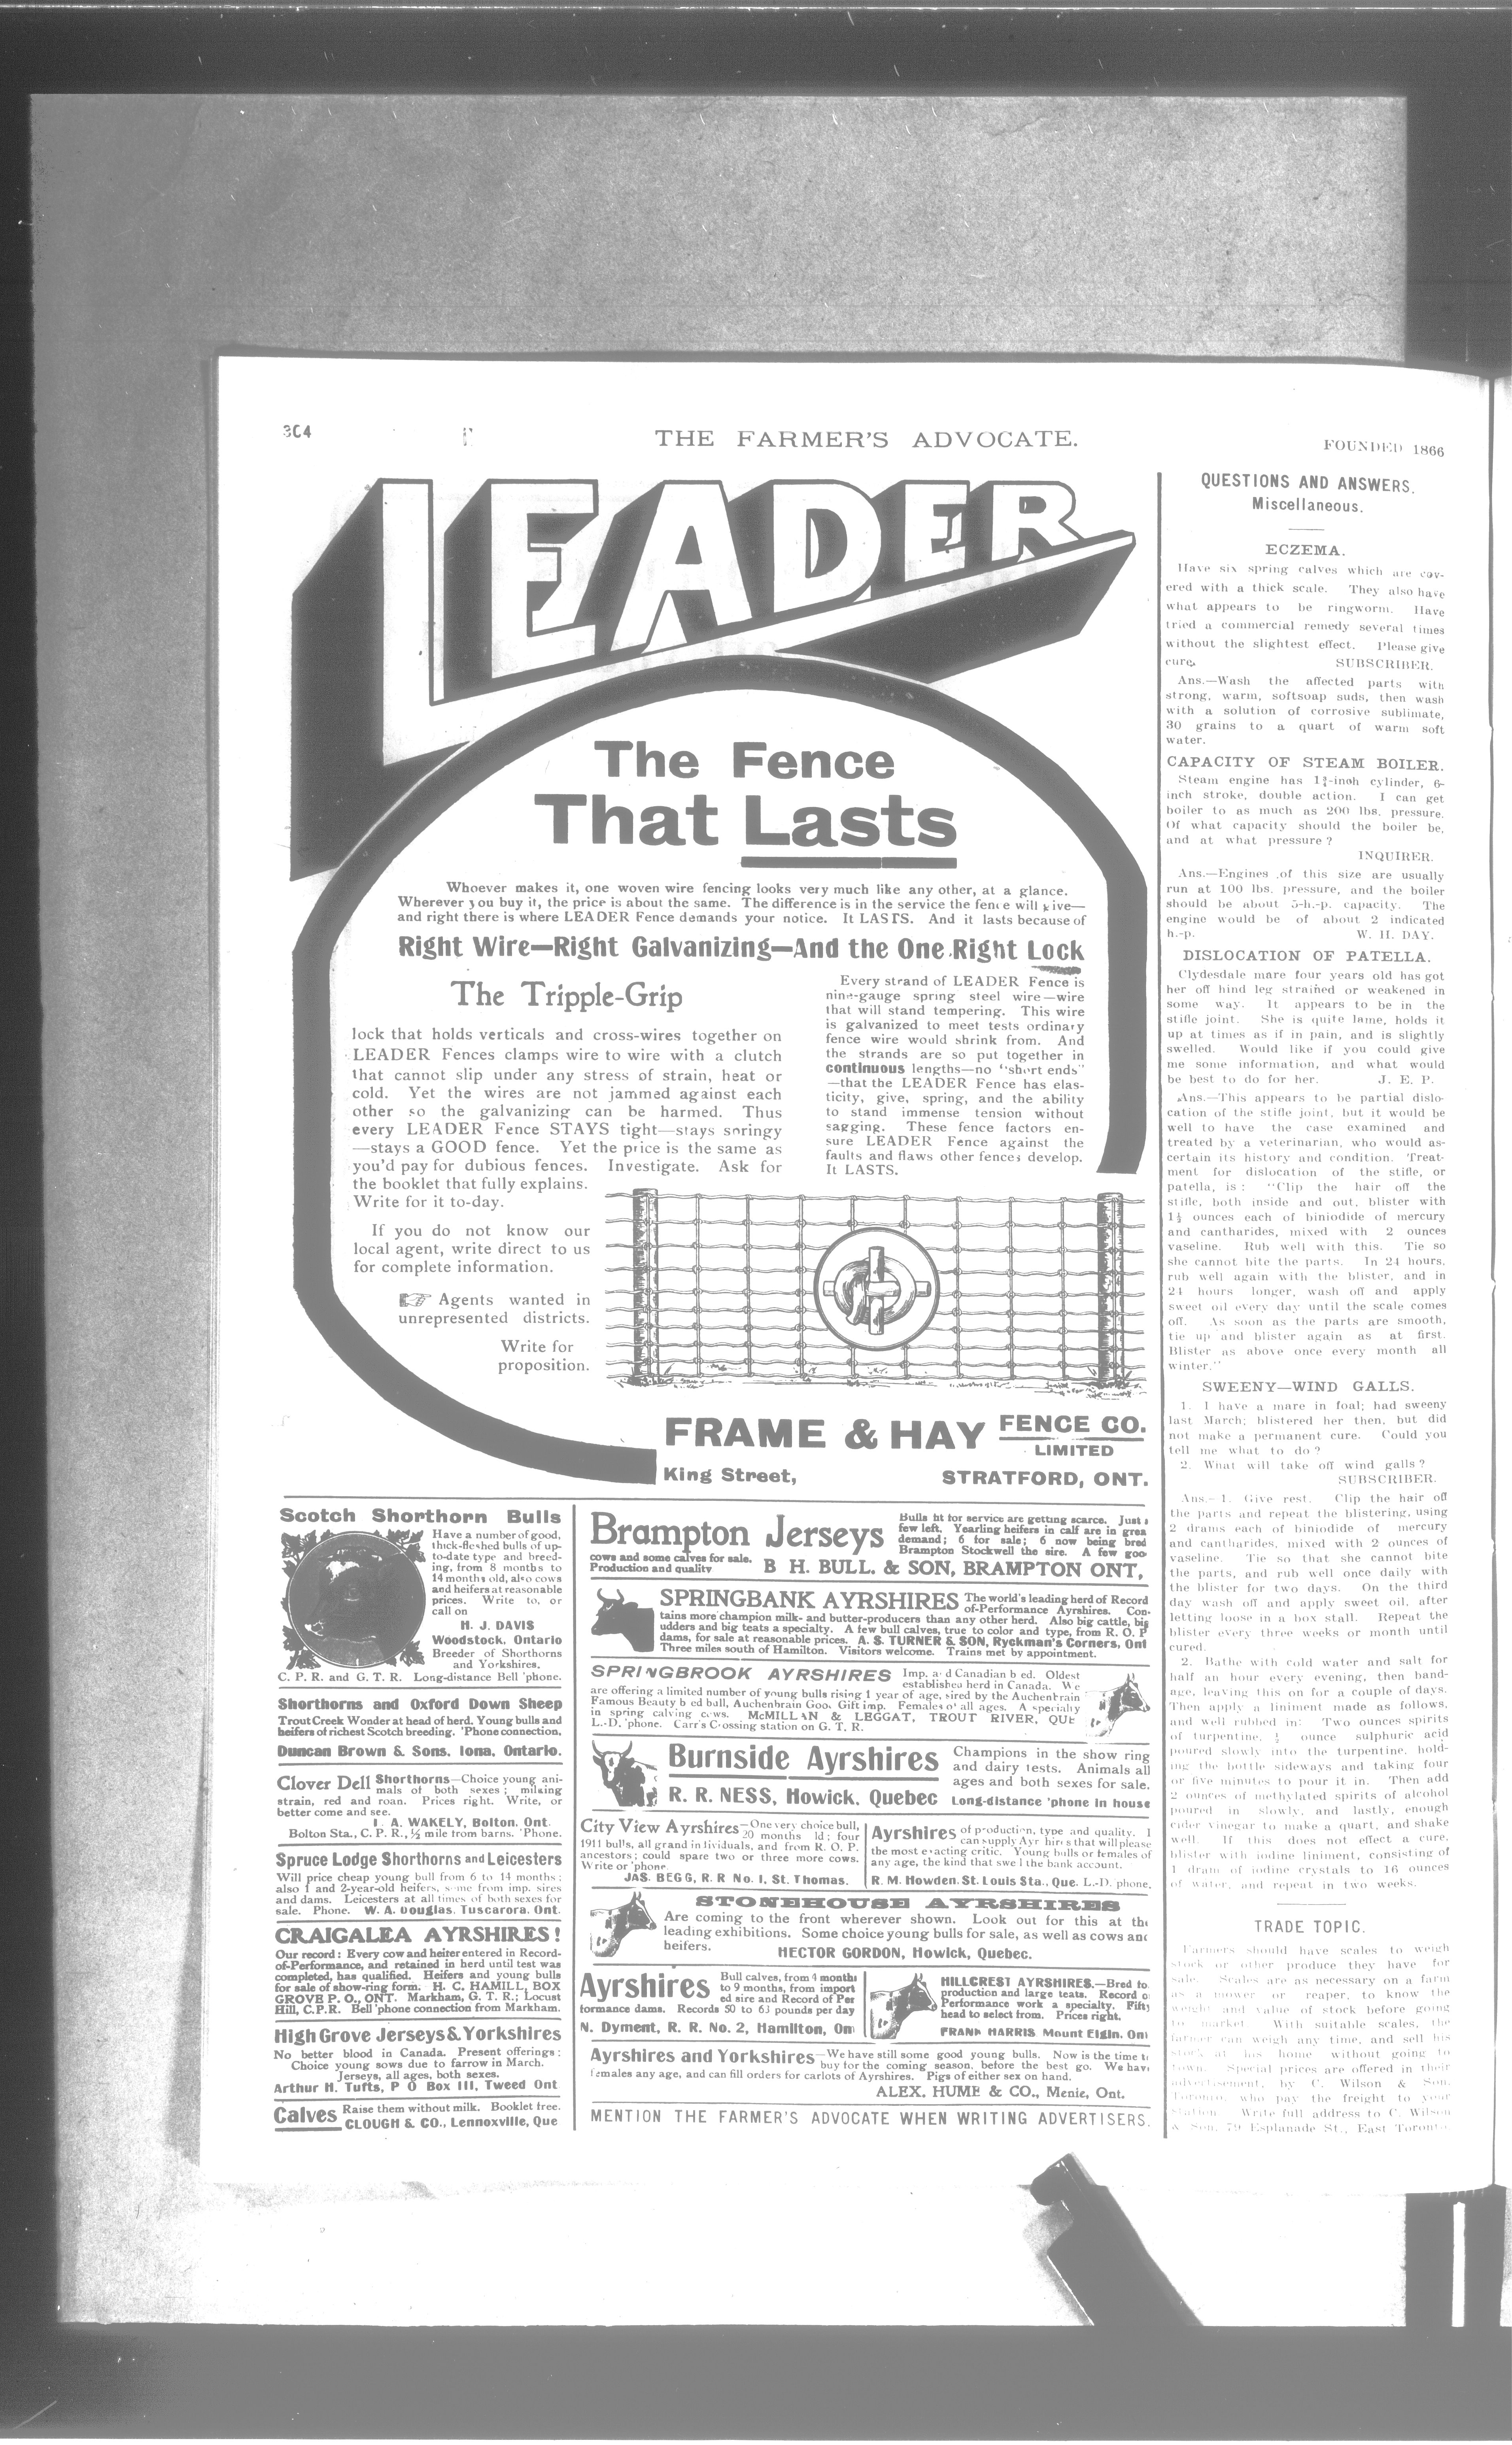 3C4
THE FARMER'S ADVOCATE.
FOUNDED 1866
LEADER
The Fence
That Lasts
Whoever makes it, one woven wire fencing looks very much like any other, at a glance.
Wherever you buy it, the price is about the same. The difference is in the service the fence will give—
and right there is where LEADER Fence demands your notice. It LASTS. And it lasts because of
Right Wire—Right Galvanizing—And the One Right Lock
The Tripple-Grip
lock that holds verticals and cross-wires together on
LEADER Fences clamps wire to wire with a clutch
that cannot slip under any stress of strain, heat or
cold. Yet the wires are not jammed against each
other so the galvanizing can be harmed. Thus
every LEADER Fence STAYS tight—stays springy
—stays a GOOD fence. Yet the price is the same as
you'd pay for dubious fences. Investigate. Ask for
the booklet that fully explains.
Write for it to-day.
If you do not know our
local agent, write direct to us
for complete information.
Agents wanted in
unrepresented districts.
Write for
proposition.
Every strand of LEADER Fence is
nine-gauge spring steel wire—wire
that will stand tempering. This wire
is galvanized to meet tests ordinary
fence wire would shrink from. And
the strands are so put together in
continuous lengths—no "short ends"
—that the LEADER Fence has elas-
ticity, give, spring, and the ability
to stand immense tension without
sagging. These fence factors en-
sure LEADER Fence against the
faults and flaws other fences develop.
It LASTS.
FRAME & HAY FENCE CO.
LIMITED
King Street, STRATFORD, ONT.
Scotch Shorthorn Bulls
Have a number of good,
thick-fleshed bulls of up-
to-date type and breed-
ing, from 8 months to
14 months old, also cows
and heifers at reasonable
prices. Write to, or
call on
H. J. DAVIS
Woodstock, Ontario
Breeder of Shorthorns
and Yorkshires.
C. P. R. and G. T. R. Long-distance Bell 'phone.
Shorthorns and Oxford Down Sheep
Trout Creek Wonder at head of herd. Young bulls and
heifers of richest Scotch breeding. 'Phone connection,
Duncan Brown & Sons, Iona, Ontario.
Clover Dell Shorthorns—Choice young ani-
mals of both sexes; milking
strain, red and roan. Prices right. Write, or
better come and see.
A. WAKELY, Bolton, Ont.
Bolton Sta., C. P. R., ½ mile from barns. 'Phone.
Spruce Lodge Shorthorns and Leicesters
Will price cheap young bull from 6 to 14 months;
also 1 and 2-year-old heifers, some from imp. sires
and dams. Leicesters at all times of both sexes for
sale. Phone. W. A. Douglas, Tuscarora, Ont.
CRAIGALEA AYRSHIRES!
Our record: Every cow and heifer entered in Record-
of-Performance, and retained in herd until test was
completed, has qualified. Heifers and young bulls
for sale of show-ring form. H. C. HAMILL, BOX
GROVE P. O., ONT. Markham, G. T. R.; Locust
Hill, C.P.R. Bell 'phone connection from Markham.
High Grove Jerseys & Yorkshires
No better blood in Canada. Present offerings:
Choice young sows due to farrow in March.
Jerseys, all ages, both sexes.
Arthur H. Tufts, P O Box III, Tweed Ont
Calves Raise them without milk. Booklet free.
CLOUGH & CO., Lennoxville, Que
Brampton Jerseys
Bulls fit for service are getting scarce. Just
few left. Yearling heifers in calf are in grea
demand; 6 for sale; 6 now being bred
Brampton Stockwell the sire. A few goo
cows and some calves for sale.
Production and quality
B H. BULL. & SON, BRAMPTON ONT,
SPRINGBANK AYRSHIRES The world's leading herd of Record
of-Performance Ayrshires. Con-
tains more champion milk- and butter-producers than any other herd. Also big cattle, big
udders and big teats a specialty. A few bull calves, true to color and type, from R. O. P
dams, for sale at reasonable prices. A. S. TURNER & SON, Ryckman's Corners, Ont
Three miles south of Hamilton. Visitors welcome. Trains met by appointment.
SPRINGBROOK AYRSHIRES Imp. a d Canadian b ed. Oldest
established herd in Canada. We
are offering a limited number of young bulls rising 1 year of age, sired by the Auchenbrain
Famous Beauty b ed bull, Auchenbrain Good Gift imp. Females of all ages. A specialty
in spring calving cows. McMILLAN & LEGGAT, TROUT RIVER, QUE
L.-D. 'phone. Carr's Crossing station on G. T. R.
Burnside Ayrshires
Champions in the show ring
and dairy tests. Animals all
ages and both sexes for sale.
R. R. NESS, Howick, Quebec Long-distance 'phone in house
City View Ayrshires—One very choice bull,
20 months ld; four
1911 bulls, all grand individuals, and from R. O. P.
ancestors; could spare two or three more cows.
Write or 'phone
JAS. BEGG, R. R No. 1, St. Thomas.
Ayrshires of production, type and quality. I
can supply Ayrshires that will please
the most exacting critic. Young bulls or females of
any age, the kind that swell the bank account.
R. M. Howden, St. Louis Sta., Que. L.-D. phone,
STONEHOUSE AYRSHIRES
Are coming to the front wherever shown. Look out for this at the
leading exhibitions. Some choice young bulls for sale, as well as cows and
heifers.
HECTOR GORDON, Howick, Quebec.
Ayrshires Bull calves, from 4 months
to 9 months, from import
ed sire and Record of Per
formance dams. Records 50 to 63 pounds per day
N. Dyment, R. R. No. 2, Hamilton, On
HILLCREST AYRSHIRES.—Bred fo
production and large teats. Record o
Performance work a specialty. Fifty
head to select from. Prices right.
FRANK HARRIS Mount Elgin, Ont
Ayrshires and Yorkshires—We have still some good young bulls. Now is the time t
buy for the coming season, before the best go. We have
females any age, and can fill orders for carlots of Ayrshires. Pigs of either sex on hand.
ALEX. HUME & CO., Menie, Ont.
MENTION THE FARMER'S ADVOCATE WHEN WRITING ADVERTISERS.
QUESTIONS AND ANSWERS.
Miscellaneous.
ECZEMA.
Have six spring calves which are cov-
ered with a thick scale. They also have
what appears to be ringworm. Have
tried a commercial remedy several times
without the slightest effect. Please give
cure. SUBSCRIBER.
Ans.—Wash the affected parts with
strong, warm, softsoap suds, then wash
with a solution of corrosive sublimate,
30 grains to a quart of warm soft
water.
CAPACITY OF STEAM BOILER.
Steam engine has 1¾-inch cylinder, 6-
inch stroke, double action. I can get
boiler to as much as 200 lbs. pressure.
Of what capacity should the boiler be,
and at what pressure?
INQUIRER.
Ans.—Engines of this size are usually
run at 100 lbs. pressure, and the boiler
should be about 5-h.-p. capacity. The
engine would be of about 2 indicated
h.-p. W. H. DAY.
DISLOCATION OF PATELLA.
Clydesdale mare four years old has got
her off hind leg strained or weakened in
some way. It appears to be in the
stifle joint. She is quite lame, holds it
up at times as if in pain, and is slightly
swelled. Would like if you could give
me some information, and what would
be best to do for her. J. E. P.
Ans.—This appears to be partial dislo-
cation of the stifle joint, but it would be
well to have the case examined and
treated by a veterinarian, who would as-
certain its history and condition. Treat-
ment for dislocation of the stifle, or
patella, is: "Clip the hair off the
stifle, both inside and out, blister with
1½ ounces each of biniodide of mercury
and cantharides, mixed with 2 ounces
vaseline. Rub well with this. Tie so
she cannot bite the parts. In 24 hours,
rub well again with the blister, and in
24 hours longer, wash off and apply
sweet oil every day until the scale comes
off. As soon as the parts are smooth,
tie up and blister again as at first.
Blister as above once every month all
winter."
SWEENY—WIND GALLS.
1. I have a mare in foal; had sweeny
last March; blistered her then, but did
not make a permanent cure. Could you
tell me what to do?
2. What will take off wind galls?
SUBSCRIBER.
Ans.—1. Give rest. Clip the hair off
the parts and repeat the blistering, using
2 drams each of biniodide of mercury
and cantharides, mixed with 2 ounces of
vaseline. Tie so that she cannot bite
the parts, and rub well once daily with
the blister for two days. On the third
day wash off and apply sweet oil, after
letting loose in a box stall. Repeat the
blister every three weeks or month until
cured.
2. Bathe with cold water and salt for
half an hour every evening, then band-
age, leaving this on for a couple of days.
Then apply a liniment made as follows,
and well rubbed in: Two ounces spirits
of turpentine, ½ ounce sulphuric acid
poured slowly into the turpentine, hold-
ing the bottle sideways and taking four
or five minutes to pour it in. Then add
2 ounces of methylated spirits of alcohol
poured in slowly, and lastly, enough
cider vinegar to make a quart, and shake
well. If this does not effect a cure,
blister with iodine liniment, consisting of
1 dram of iodine crystals to 16 ounces
of water, and repeat in two weeks.
TRADE TOPIC.
Farmers should have scales to weigh
stock or other produce they have for
sale. Scales are as necessary on a farm
as a mower or reaper, to know the
weight and value of stock before going
to market. With suitable scales, the
farmer can weigh any time, and sell his
stock at his home without going to
town. Special prices are offered in their
advertisement, by C. Wilson & Son,
Toronto, who pay the freight to your
station. Write full address to C. Wilson
& Son, 79 Esplanade St., East Toronto.